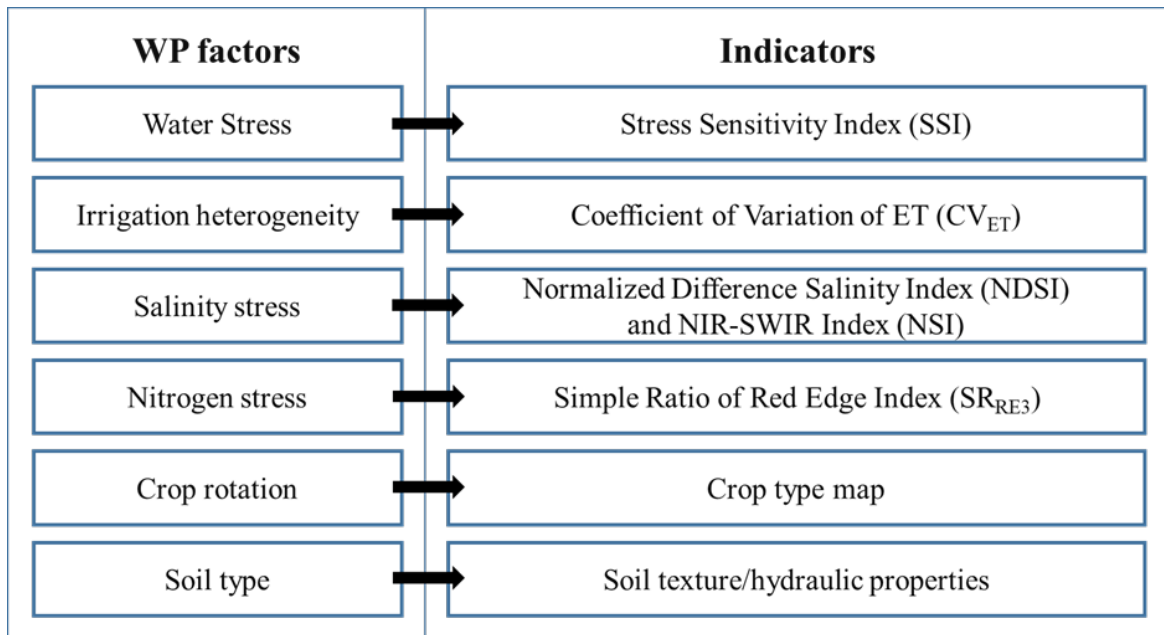 WP factors
Indicators
Water Stress
Stress Sensitivity Index (SSI)
Irrigation heterogeneity
Coefficient of Variation of ET (CV_ET)
Salinity stress
Normalized Difference Salinity Index (NDSI)
and NIR-SWIR Index (NSI)
Nitrogen stress
Simple Ratio of Red Edge Index (SR_RE3)
Crop rotation
Crop type map
Soil type
Soil texture/hydraulic properties